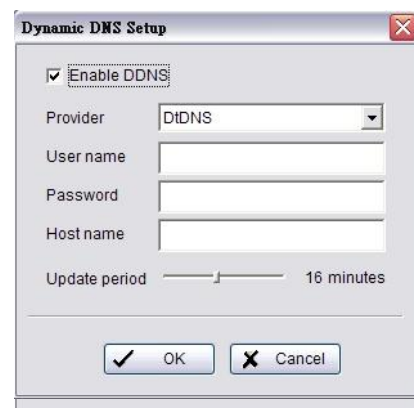 Dynamic DNS Setup
Enable DDNS
Provider DtDNS
User name
Password
Host name
Update period 16 minutes
OK Cancel